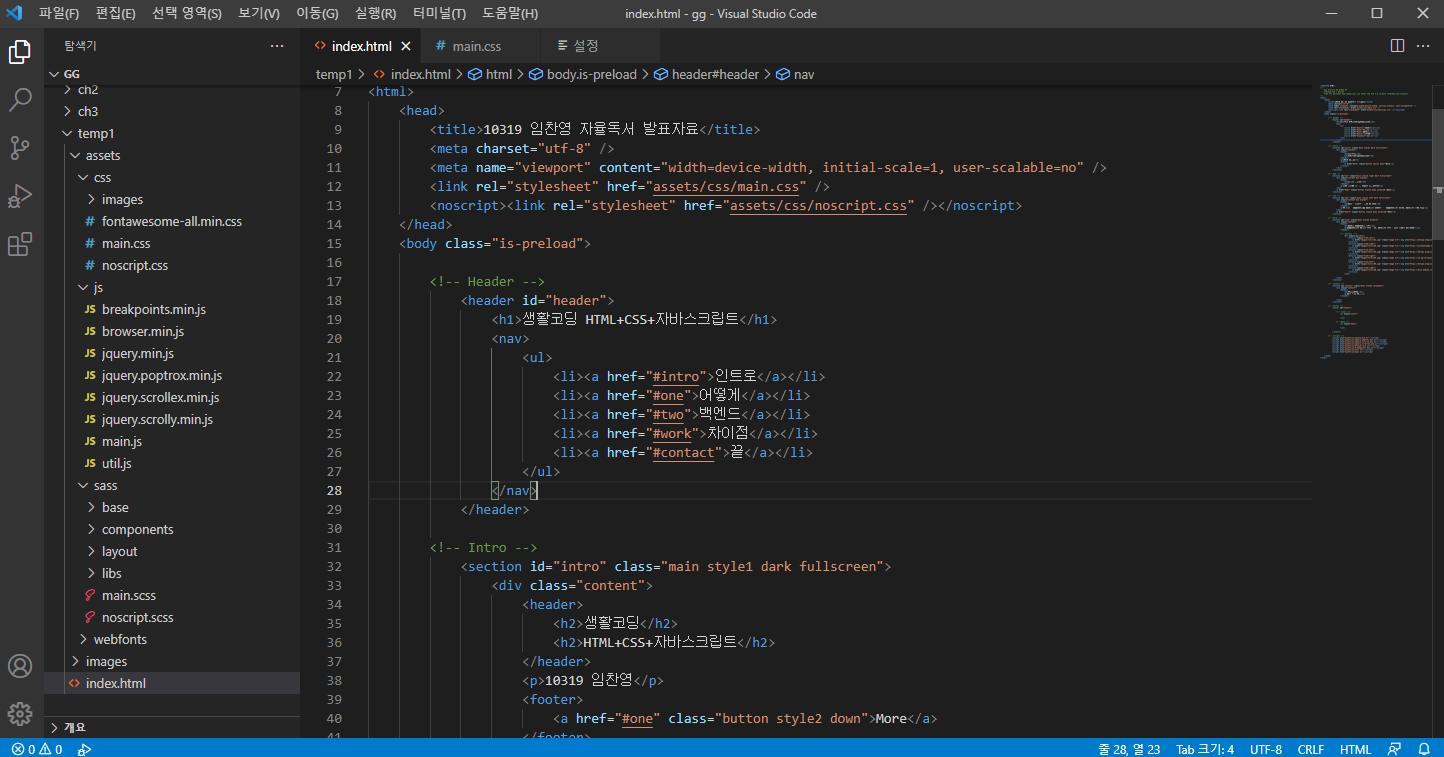 파일(F) 편집(E) 선택 영역(S) 보기(V) 이동(G) 실행(R) 터미널(T) 도움말(H) index.html - gg - Visual Studio Code
탐색기
GG
ch2
ch3
temp1
assets
css
images
# fontawesome-all.min.css
# main.css
# noscript.css
js
JS breakpoints.min.js
JS browser.min.js
JS jquery.min.js
JS jquery.poptrox.min.js
JS jquery.scrollex.min.js
JS jquery.scrolly.min.js
JS main.js
JS util.js
sass
base
components
layout
libs
main.scss
noscript.scss
webfonts
images
<> index.html
개요
<> index.html # main.css 설정
temp1 > <> index.html > html > body.is-preload > header#header > nav
7 <html>
8 <head>
9 <title>10319 임찬영 자율독서 발표자료</title>
10 <meta charset="utf-8" />
11 <meta name="viewport" content="width=device-width, initial-scale=1, user-scalable=no" />
12 <link rel="stylesheet" href="assets/css/main.css" />
13 <noscript><link rel="stylesheet" href="assets/css/noscript.css" /></noscript>
14 </head>
15 <body class="is-preload">
16
17 <!-- Header -->
18 <header id="header">
19 <h1>생활코딩 HTML+CSS+자바스크립트</h1>
20 <nav>
21 <ul>
22 <li><a href="#intro">인트로</a></li>
23 <li><a href="#one">어떻게</a></li>
24 <li><a href="#two">백엔드</a></li>
25 <li><a href="#work">차이점</a></li>
26 <li><a href="#contact">끝</a></li>
27 </ul>
28 </nav>
29 </header>
30
31 <!-- Intro -->
32 <section id="intro" class="main style1 dark fullscreen">
33 <div class="content">
34 <header>
35 <h2>생활코딩</h2>
36 <h2>HTML+CSS+자바스크립트</h2>
37 </header>
38 <p>10319 임찬영</p>
39 <footer>
40 <a href="#one" class="button style2 down">More</a>
41 </footer>
0 0 줄 28, 열 23 Tab 크기: 4 UTF-8 CRLF HTML